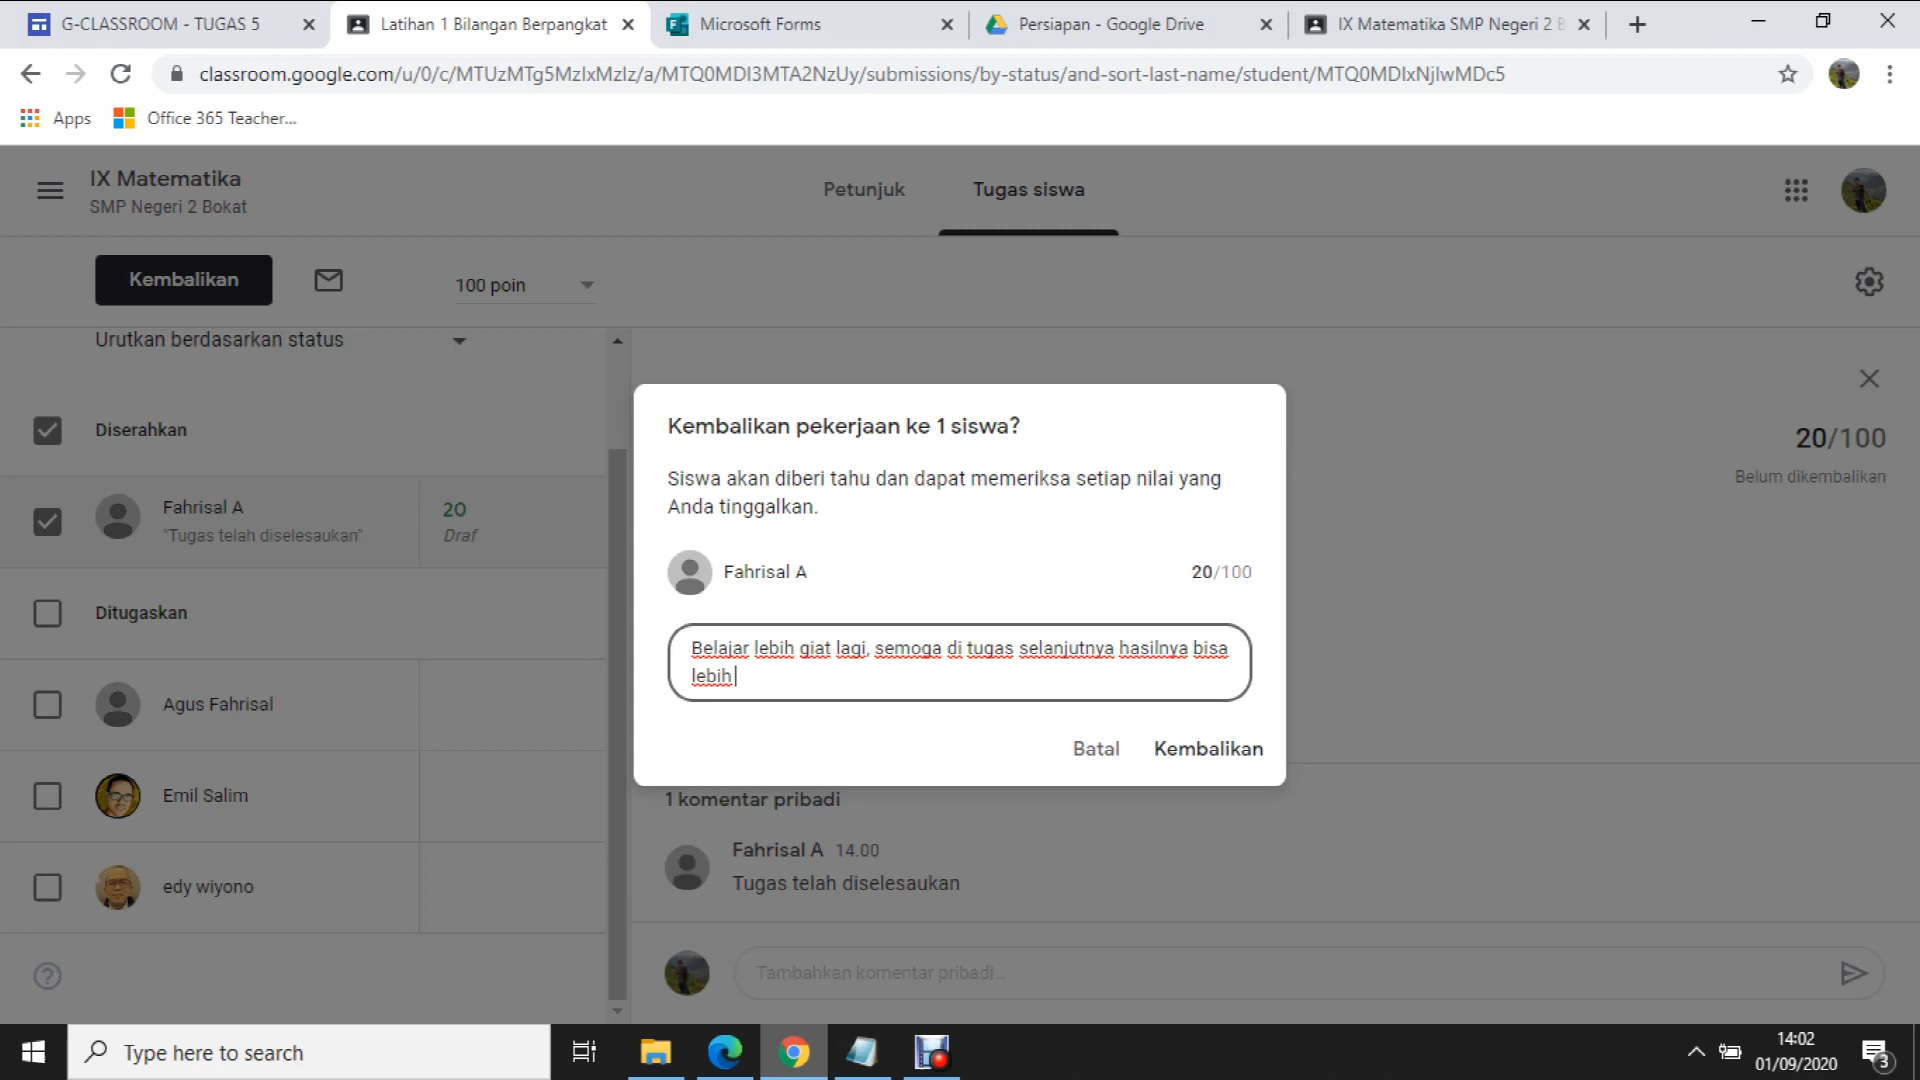 G-CLASSROOM - TUGAS 5
Latihan 1 Bilangan Berpangkat
Microsoft Forms
Persiapan - Google Drive
IX Matematika SMP Negeri 2 B
classroom.google.com/u/0/c/MTUzMTg5MzIxMzIz/a/MTQ0MDI3MTA2NzUy/submissions/by-status/and-sort-last-name/student/MTQ0MDIxNjIwMDc5
Apps
Office 365 Teacher...
IX Matematika
SMP Negeri 2 Bokat
Petunjuk
Tugas siswa
Kembalikan
100 poin
Urutkan berdasarkan status
Diserahkan
Fahrisal A
"Tugas telah diselesaukan"
20
Draf
Ditugaskan
Agus Fahrisal
Emil Salim
edy wiyono
20/100
Belum dikembalikan
Kembalikan pekerjaan ke 1 siswa?
Siswa akan diberi tahu dan dapat memeriksa setiap nilai yang
Anda tinggalkan.
Fahrisal A
20/100
Belajar lebih giat lagi, semoga di tugas selanjutnya hasilnya bisa
lebih
Batal
Kembalikan
1 komentar pribadi
Fahrisal A 14.00
Tugas telah diselesaukan
Tambahkan komentar pribadi...
Type here to search
14:02
01/09/2020
3